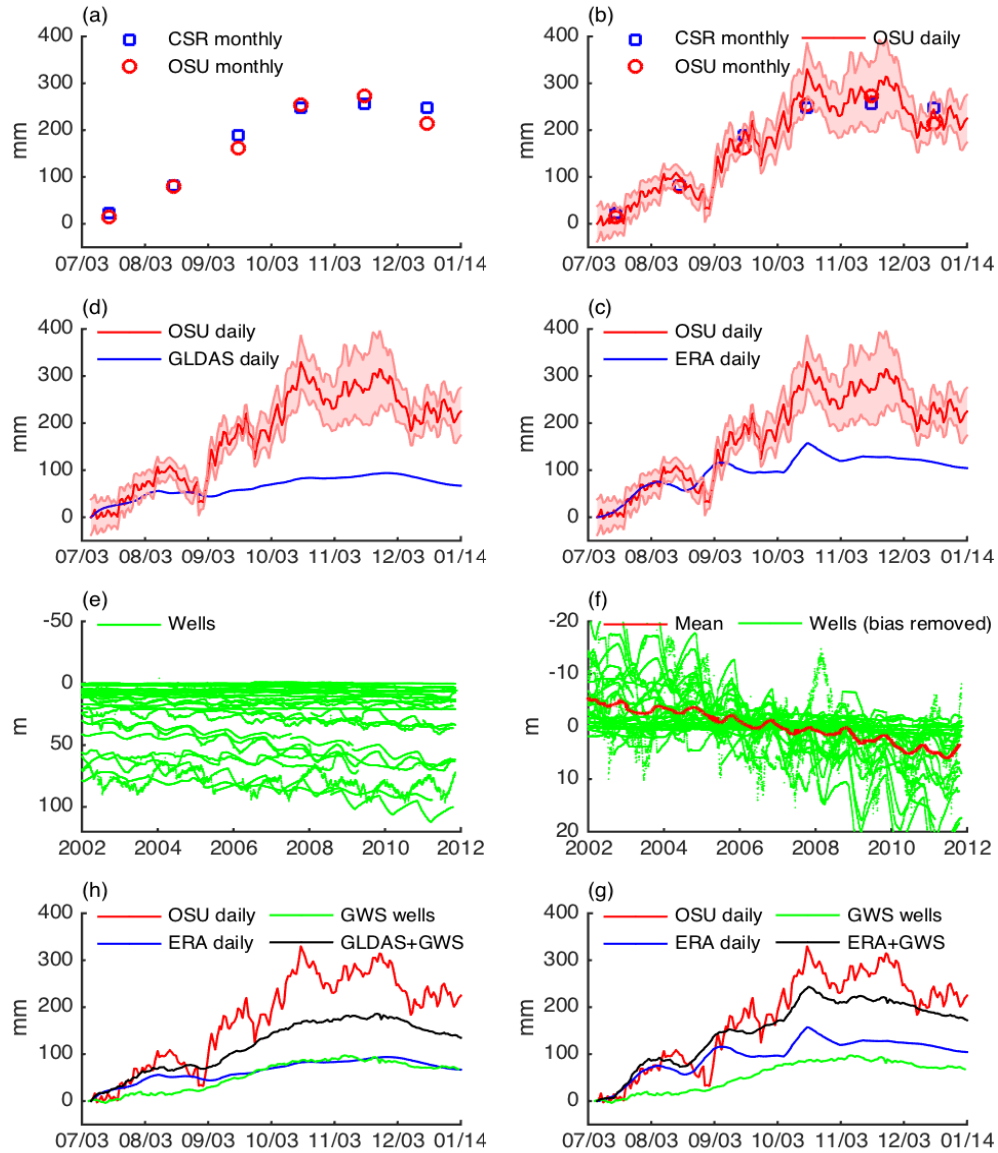 (a)
CSR monthly
OSU monthly
400
300
200
100
0
mm
07/03 08/03 09/03 10/03 11/03 12/03 01/14
(b)
CSR monthly OSU daily
OSU monthly
400
300
200
100
0
mm
07/03 08/03 09/03 10/03 11/03 12/03 01/14
(d)
OSU daily
GLDAS daily
400
300
200
100
0
mm
07/03 08/03 09/03 10/03 11/03 12/03 01/14
(c)
OSU daily
ERA daily
400
300
200
100
0
mm
07/03 08/03 09/03 10/03 11/03 12/03 01/14
(e)
Wells
-50
0
50
100
m
2002 2004 2006 2008 2010 2012
(f)
Mean Wells (bias removed)
-20
-10
0
10
20
m
2002 2004 2006 2008 2010 2012
(h)
OSU daily GWS wells
ERA daily GLDAS+GWS
400
300
200
100
0
mm
07/03 08/03 09/03 10/03 11/03 12/03 01/14
(g)
OSU daily GWS wells
ERA daily ERA+GWS
400
300
200
100
0
mm
07/03 08/03 09/03 10/03 11/03 12/03 01/14